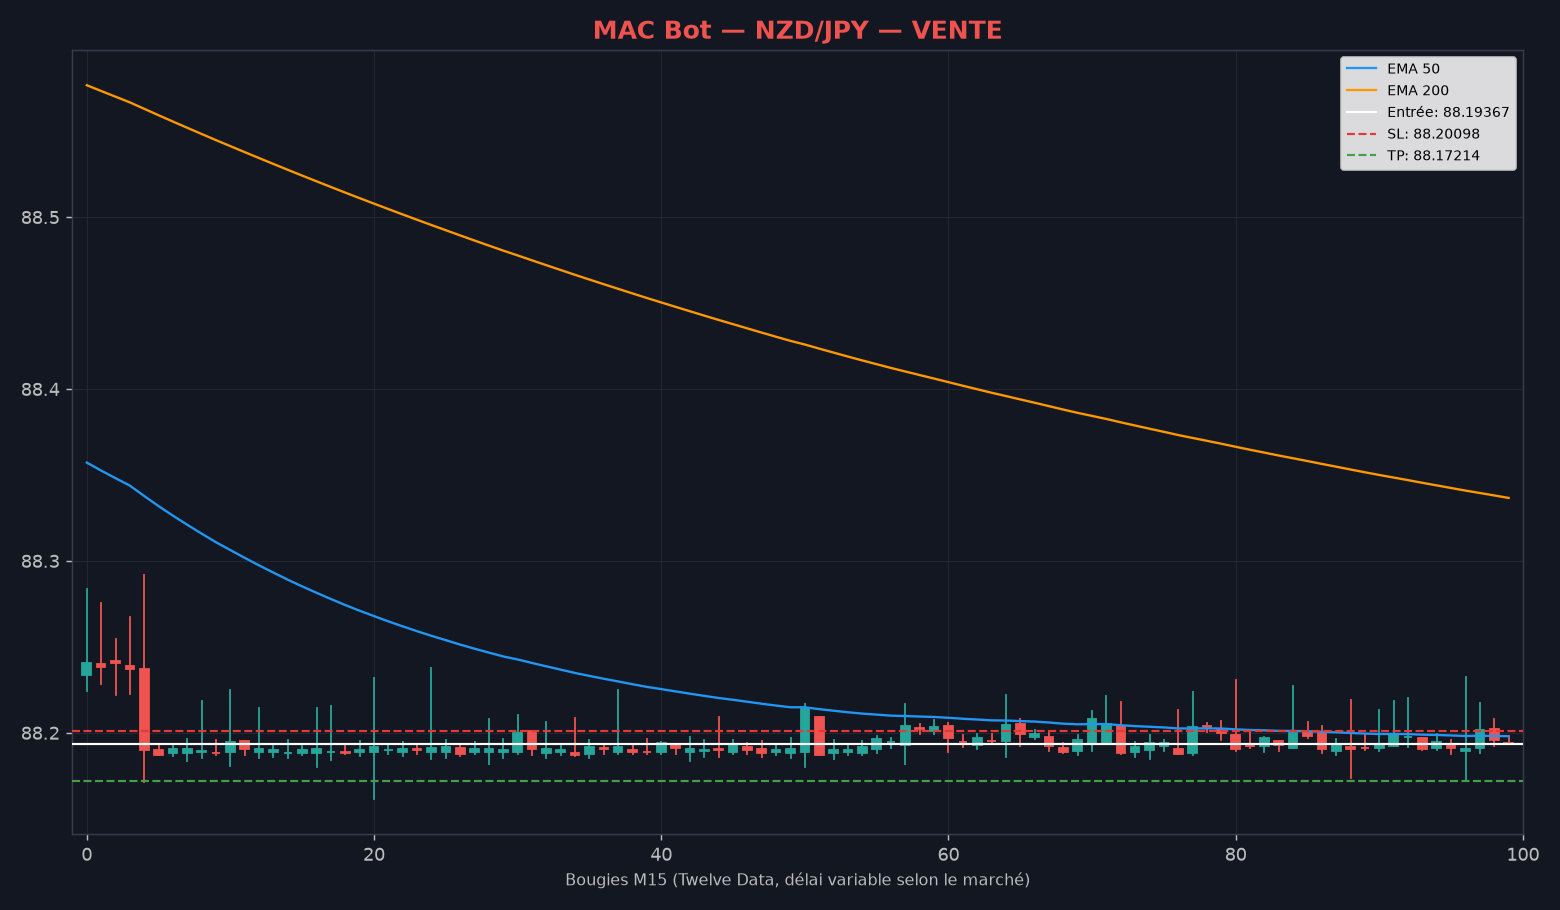 MAC Bot — NZD/JPY — VENTE
EMA 50
EMA 200
Entrée: 88.19367
SL: 88.20098
TP: 88.17214
88.5
88.4
88.3
88.2
0 20 40 60 80 100
Bougies M15 (Twelve Data, délai variable selon le marché)